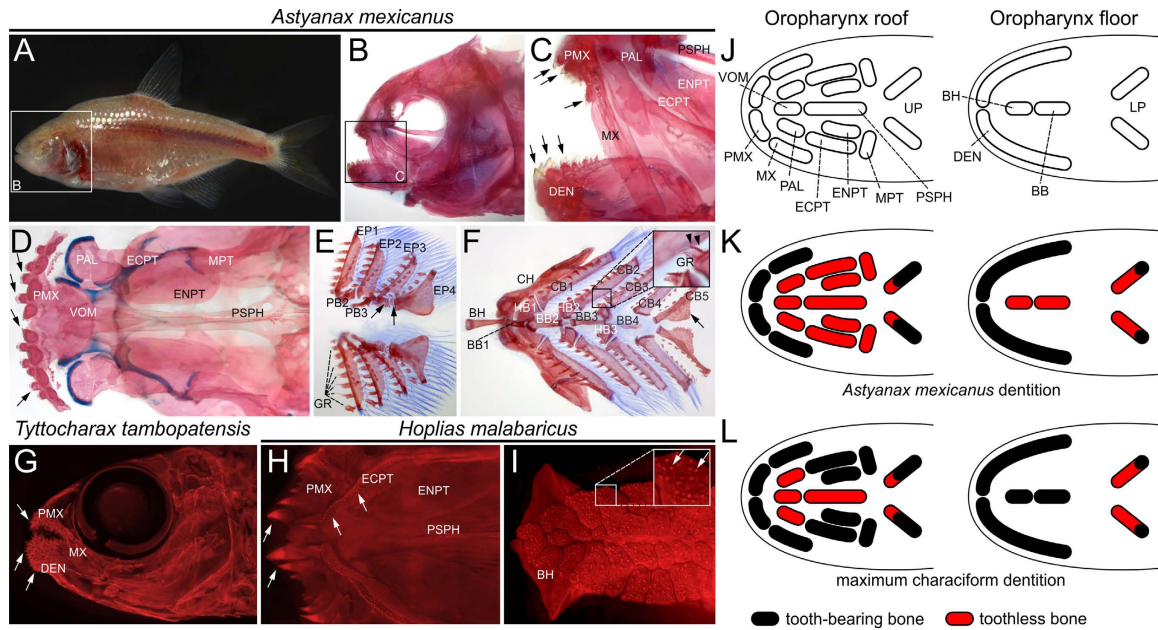 Astyanax mexicanus
A
B
B
C
C
PMX
PAL
PSPH
ENPT
ECPT
MX
DEN
D
PAL
ECPT
MPT
PMX
ENPT
VOM
PSPH
E
EP1
EP2
EP3
EP4
PB2
PB3
GR
F
GR
CH
CB1
CB2
HB1
HB2
CB3
BH
BB2
BB3
CB4
CB5
BB4
HB3
BB1
Tyttocharax tambopatensis
Hoplias malabaricus
G
PMX
MX
DEN
H
ECPT
PMX
ENPT
PSPH
I
BH
Oropharynx roof
Oropharynx floor
J
VOM
UP
PMX
MX
PAL
ECPT
ENPT
MPT
PSPH
BH
LP
DEN
BB
K
Astyanax mexicanus dentition
L
maximum characiform dentition
tooth-bearing bone
toothless bone